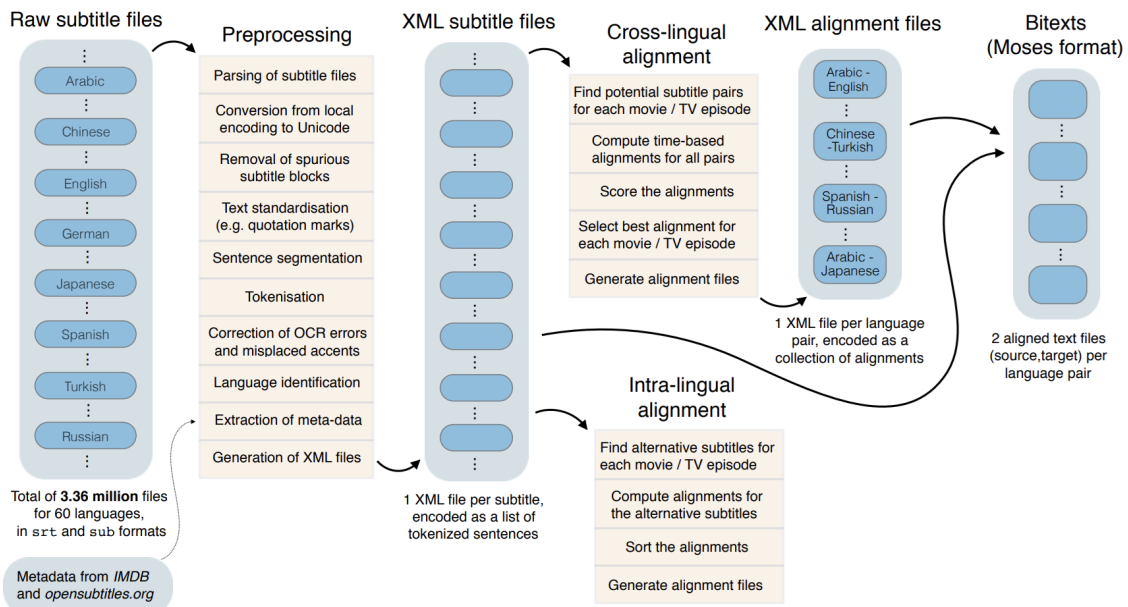 Raw subtitle files
⋮
Arabic
⋮
Chinese
⋮
English
⋮
German
⋮
Japanese
⋮
Spanish
⋮
Turkish
⋮
Russian
⋮
Total of 3.36 million files
for 60 languages,
in srt and sub formats
Metadata from IMDB
and opensubtitles.org
Preprocessing
Parsing of subtitle files
Conversion from local
encoding to Unicode
Removal of spurious
subtitle blocks
Text standardisation
(e.g. quotation marks)
Sentence segmentation
Tokenisation
Correction of OCR errors
and misplaced accents
Language identification
Extraction of meta-data
Generation of XML files
XML subtitle files
⋮
⋮
⋮
⋮
⋮
⋮
⋮
⋮
⋮
1 XML file per subtitle,
encoded as a list of
tokenized sentences
Cross-lingual
alignment
Find potential subtitle pairs
for each movie / TV episode
Compute time-based
alignments for all pairs
Score the alignments
Select best alignment for
each movie / TV episode
Generate alignment files
Intra-lingual
alignment
Find alternative subtitles for
each movie / TV episode
Compute alignments for
the alternative subtitles
Sort the alignments
Generate alignment files
XML alignment files
Arabic -
English
⋮
Chinese
-Turkish
⋮
Spanish -
Russian
⋮
Arabic -
Japanese
1 XML file per language
pair, encoded as a
collection of alignments
Bitexts
(Moses format)
⋮
⋮
⋮
2 aligned text files
(source,target) per
language pair